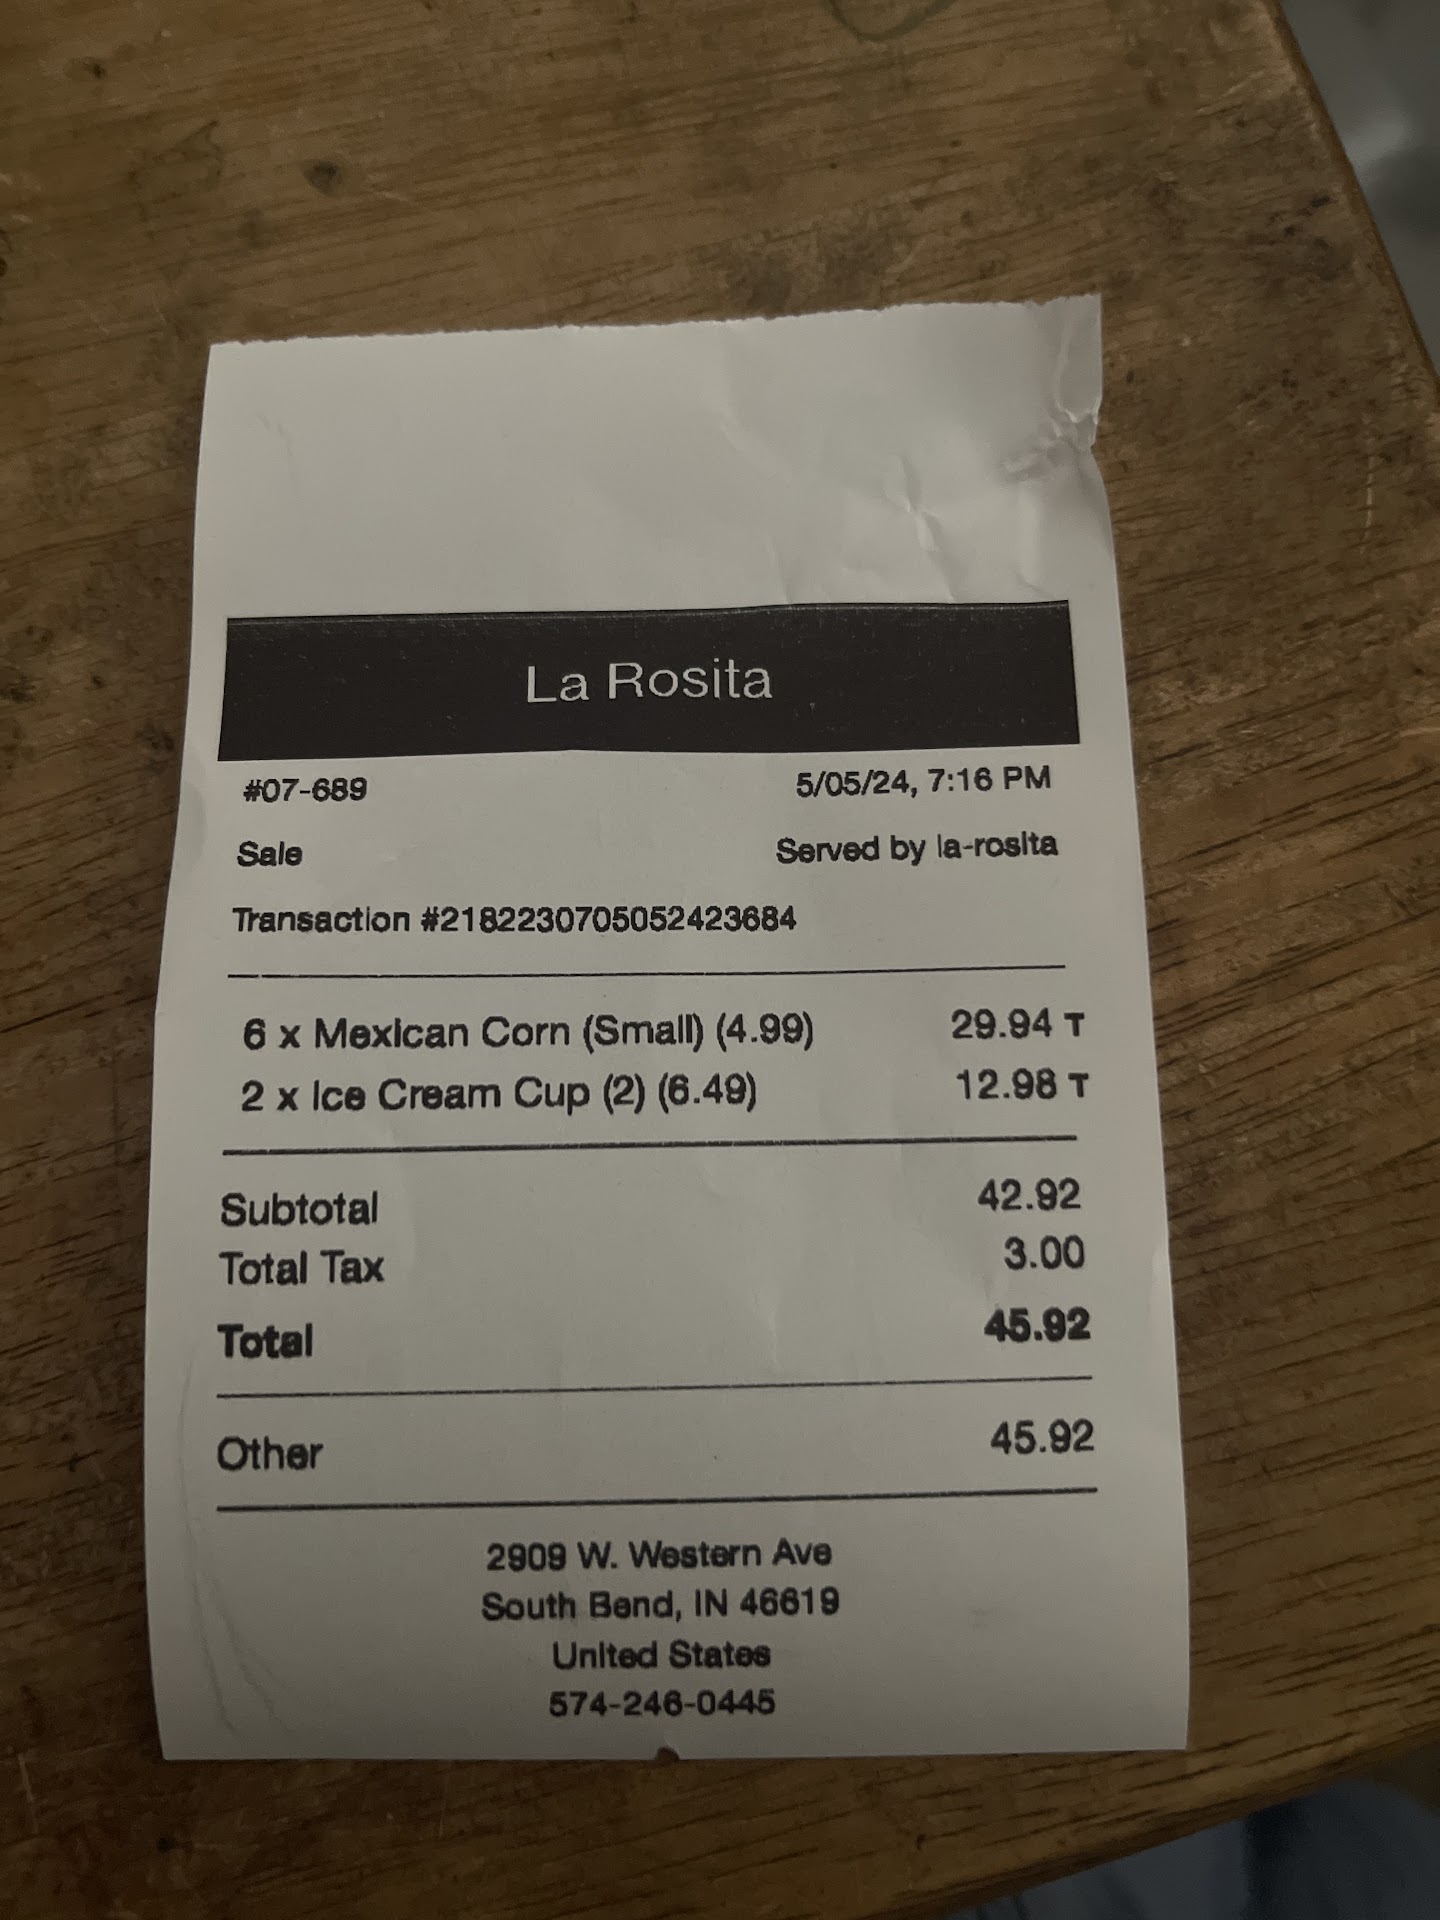 La Rosita
#07-689 5/05/24, 7:16 PM
Sale Served by la-rosita
Transaction #2182230705052423684
6 x Mexican Corn (Small) (4.99) 29.94 T
2 x Ice Cream Cup (2) (6.49) 12.98 T
Subtotal 42.92
Total Tax 3.00
Total 45.92
Other 45.92
2909 W. Western Ave
South Bend, IN 46619
United States
574-246-0445